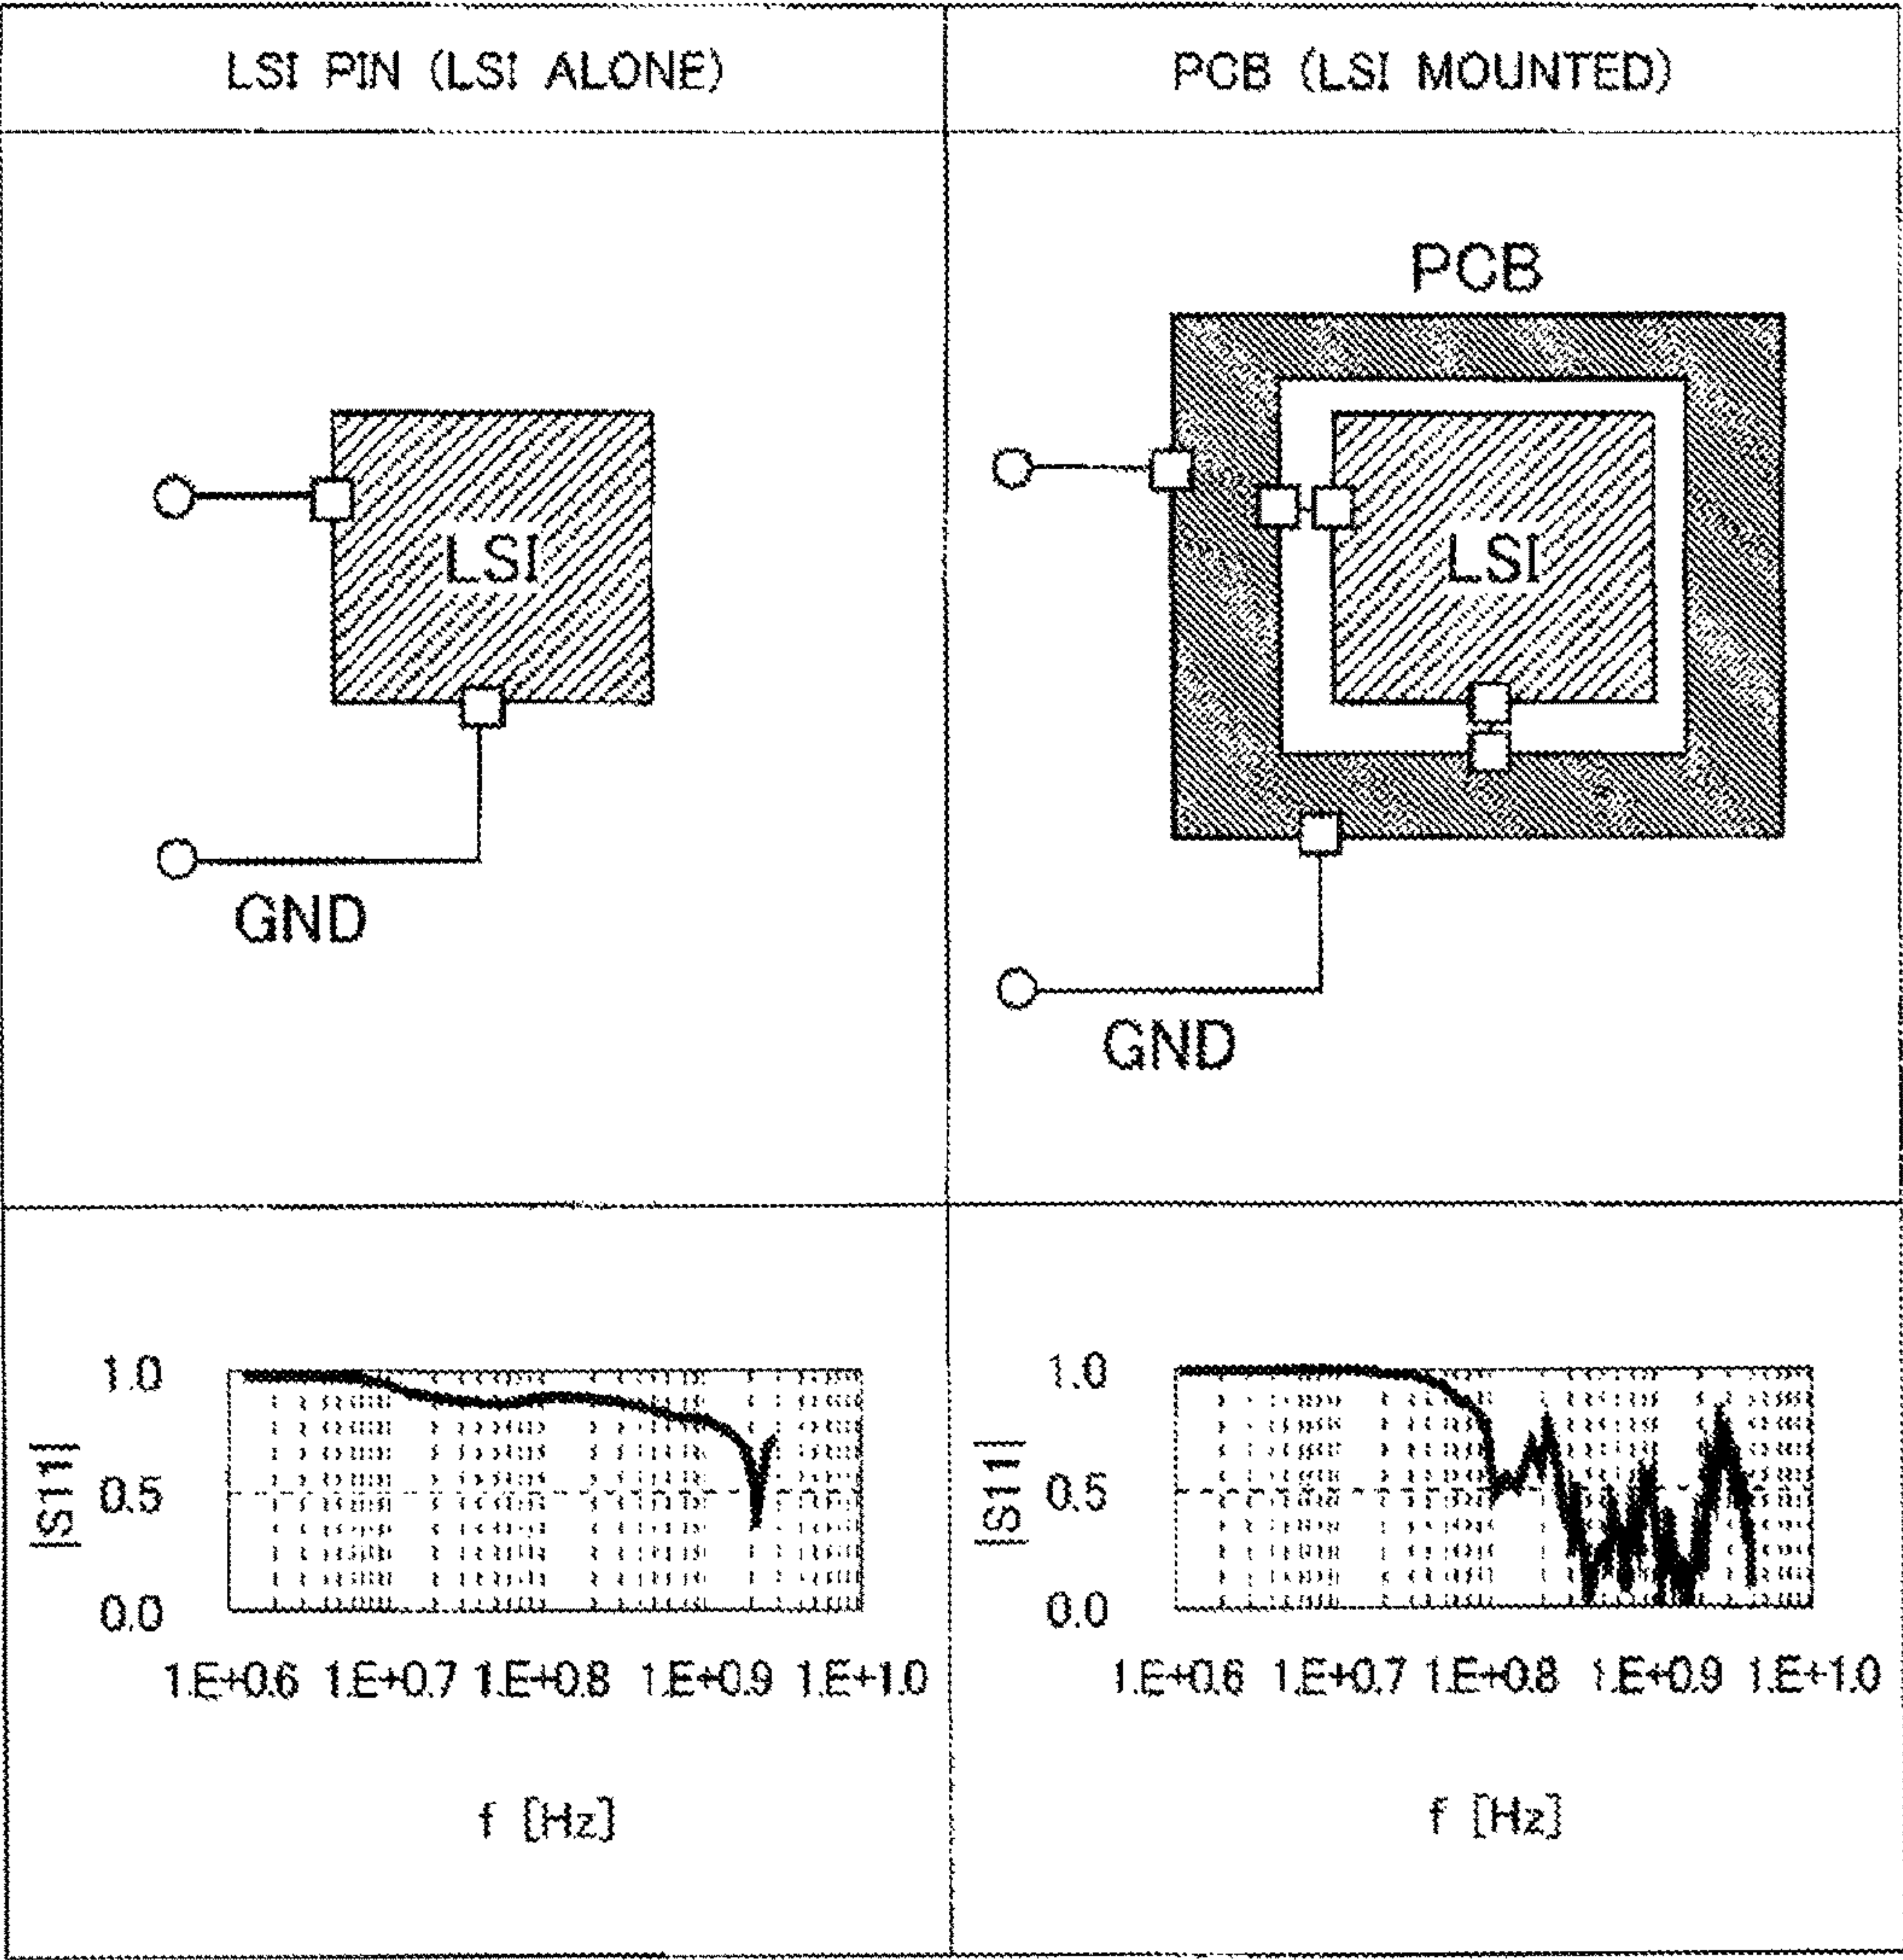 LSI PIN (LSI ALONE)
PCB (LSI MOUNTED)
LSI
GND
PCB
LSI
GND
|S11|
1.0
0.5
0.0
1.E+0.6 1.E+0.7 1.E+0.8 1.E+0.9 1.E+1.0
f [Hz]
|S11|
1.0
0.5
0.0
1.E+0.6 1.E+0.7 1.E+0.8 1.E+0.9 1.E+1.0
f [Hz]